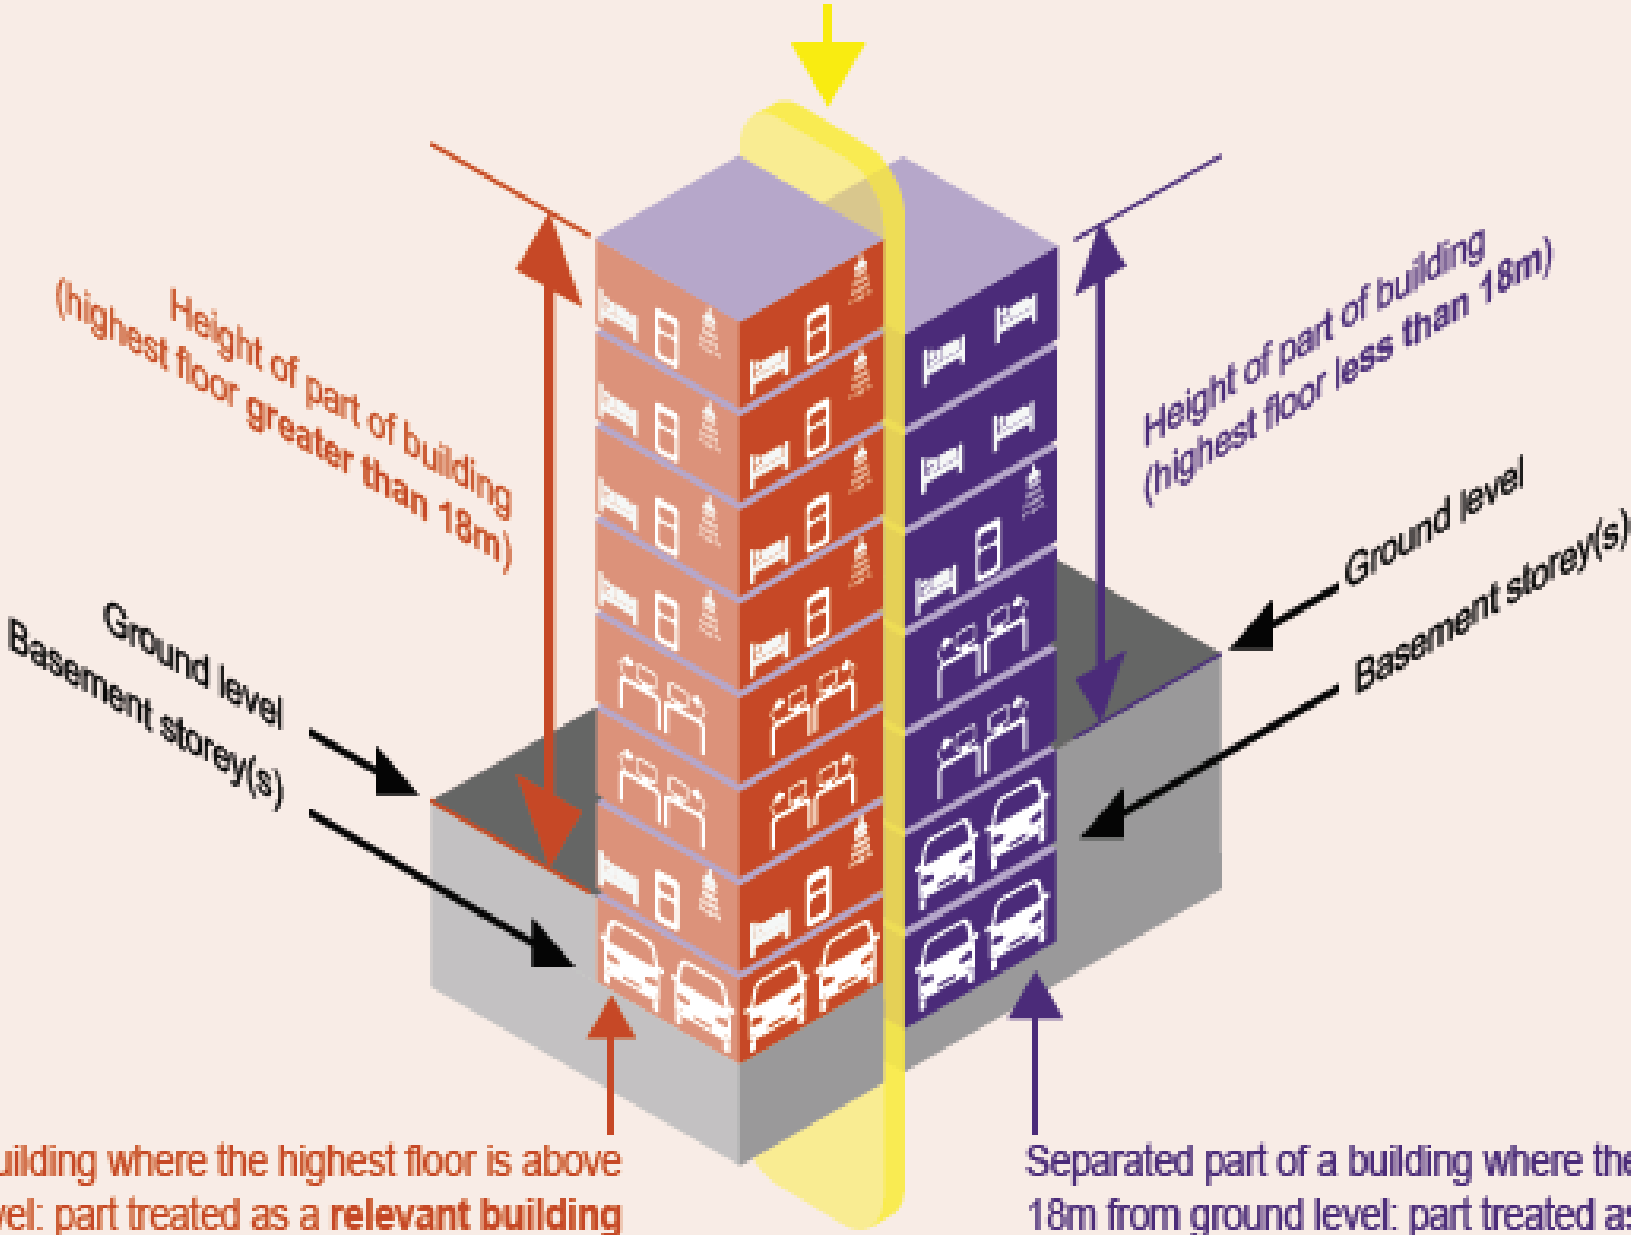 Height of part of building
(highest floor greater than 18m)
Height of part of building
(highest floor less than 18m)
Ground level
Basement storey(s)
Ground level
Basement storey(s)
building where the highest floor is above
level: part treated as a relevant building
Separated part of a building where the
18m from ground level: part treated as